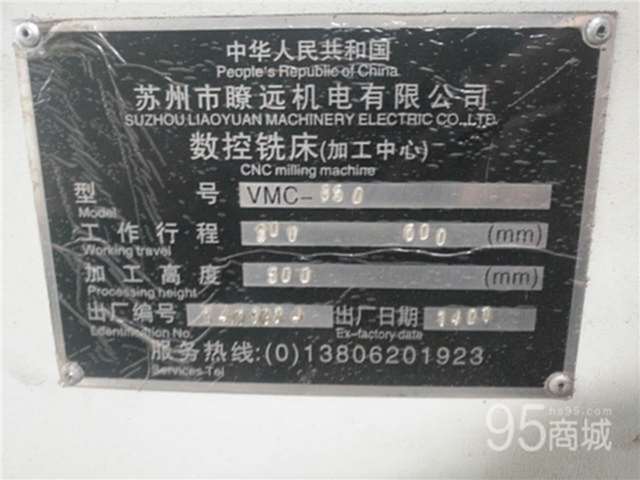 中华人民共和国
People's Republic of China
苏州市瞭远机电有限公司
SUZHOU LIAOYUAN MACHINERY ELECTRIC CO.,LTD.
数控铣床(加工中心)
CNC milling machine
型 号 VMC-
Model
工作行程 600 (mm)
Working travel
加工高度 (mm)
Processing height
出厂编号 出厂日期
Edentification No. Ex-factory date
服务热线:(0)13806201923
Services Tel
hs95.com
95商城